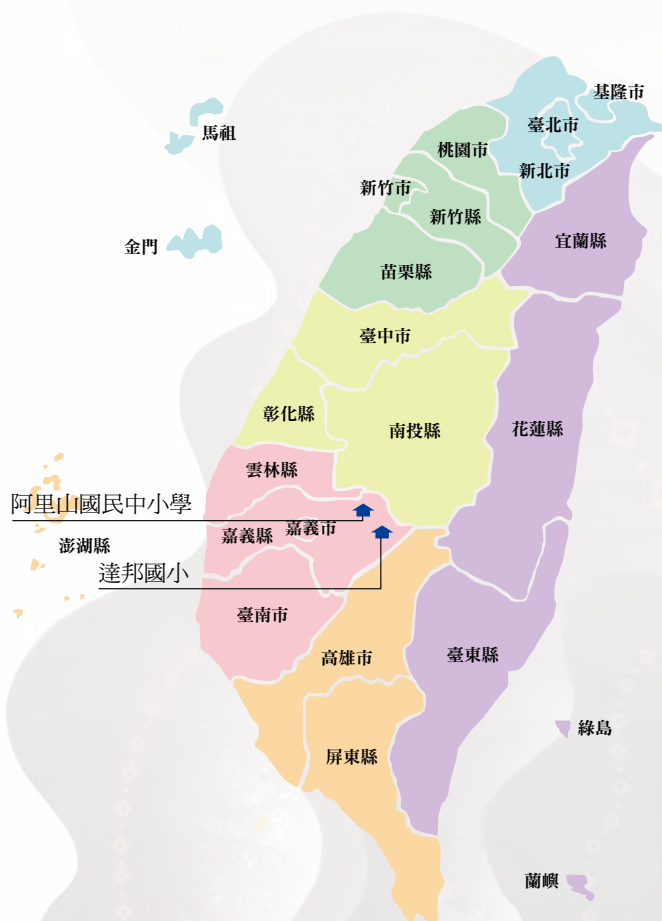 基隆市
臺北市
馬祖
桃園市
新北市
新竹市
新竹縣
宜蘭縣
金門
苗栗縣
臺中市
彰化縣
南投縣
花蓮縣
雲林縣
阿里山國民中小學
嘉義市
嘉義縣
澎湖縣
達邦國小
臺南市
高雄市
臺東縣
綠島
屏東縣
蘭嶼